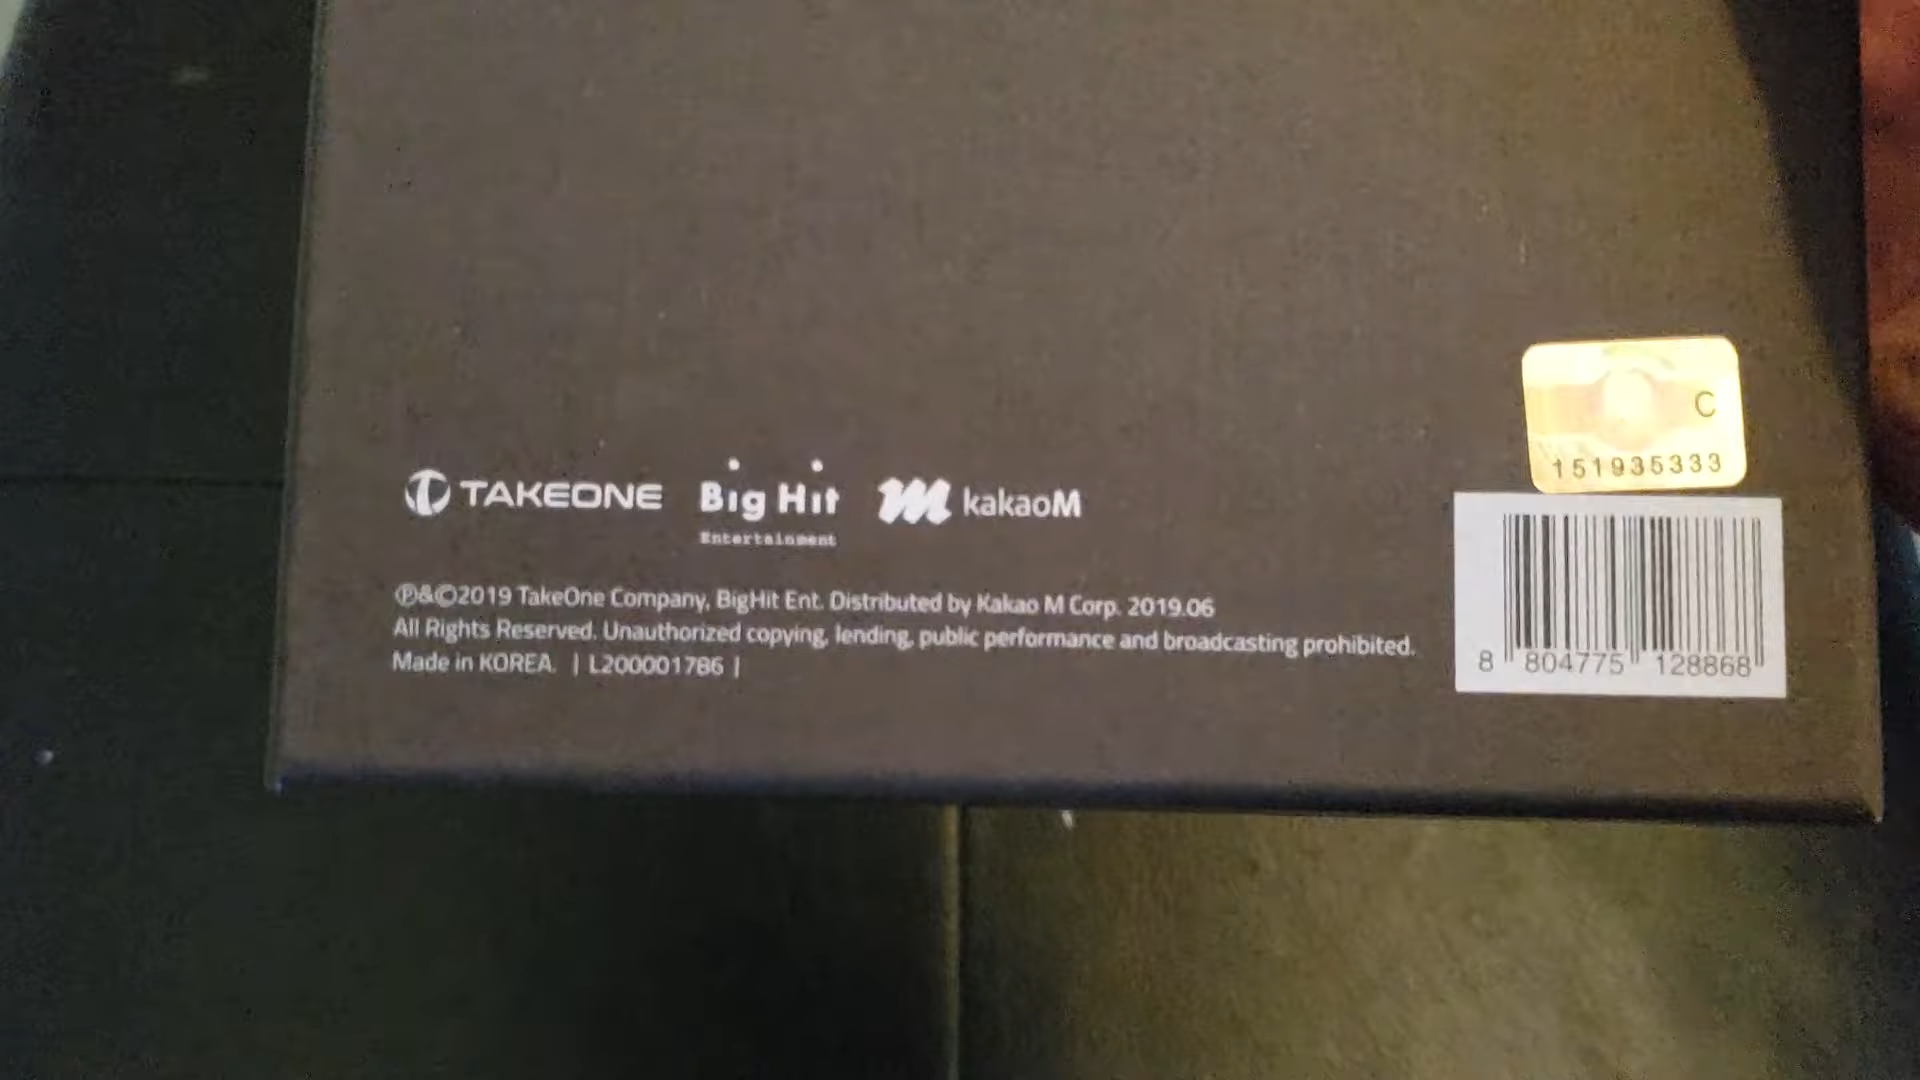 C
151935333
TAKEONE Big Hit kakaoM
Entertainment
℗&©2019 TakeOne Company, BigHit Ent. Distributed by Kakao M Corp. 2019.06
All Rights Reserved. Unauthorized copying, lending, public performance and broadcasting prohibited.
Made in KOREA. | L200001786 |
8 804775 128868